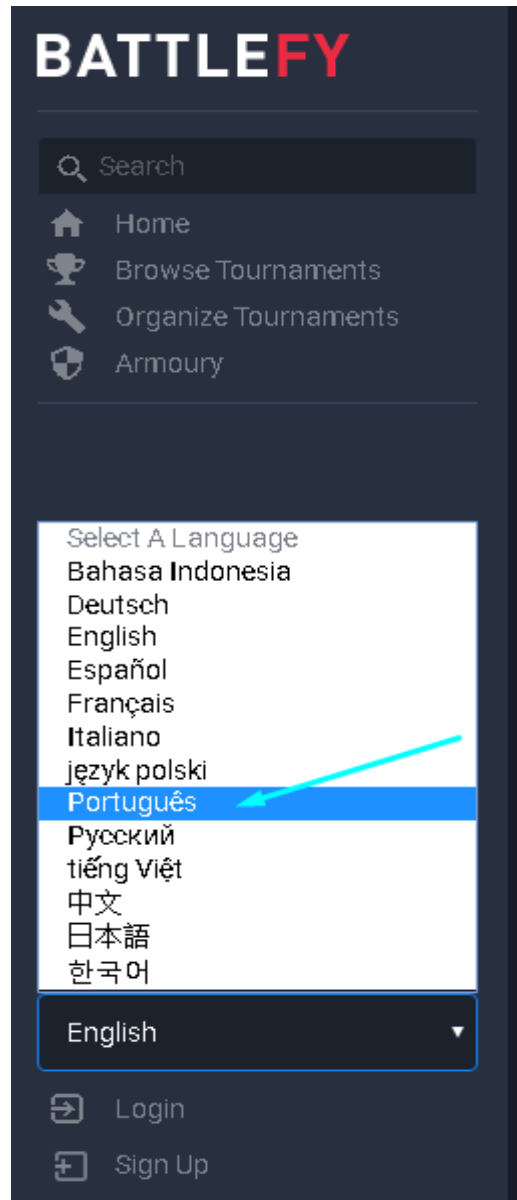 BATTLEFY
Search
Home
Browse Tournaments
Organize Tournaments
Armoury
Select A Language
Bahasa Indonesia
Deutsch
English
Español
Français
Italiano
język polski
Português
Русский
tiếng Việt
中文
日本語
한국어
English
Login
Sign Up